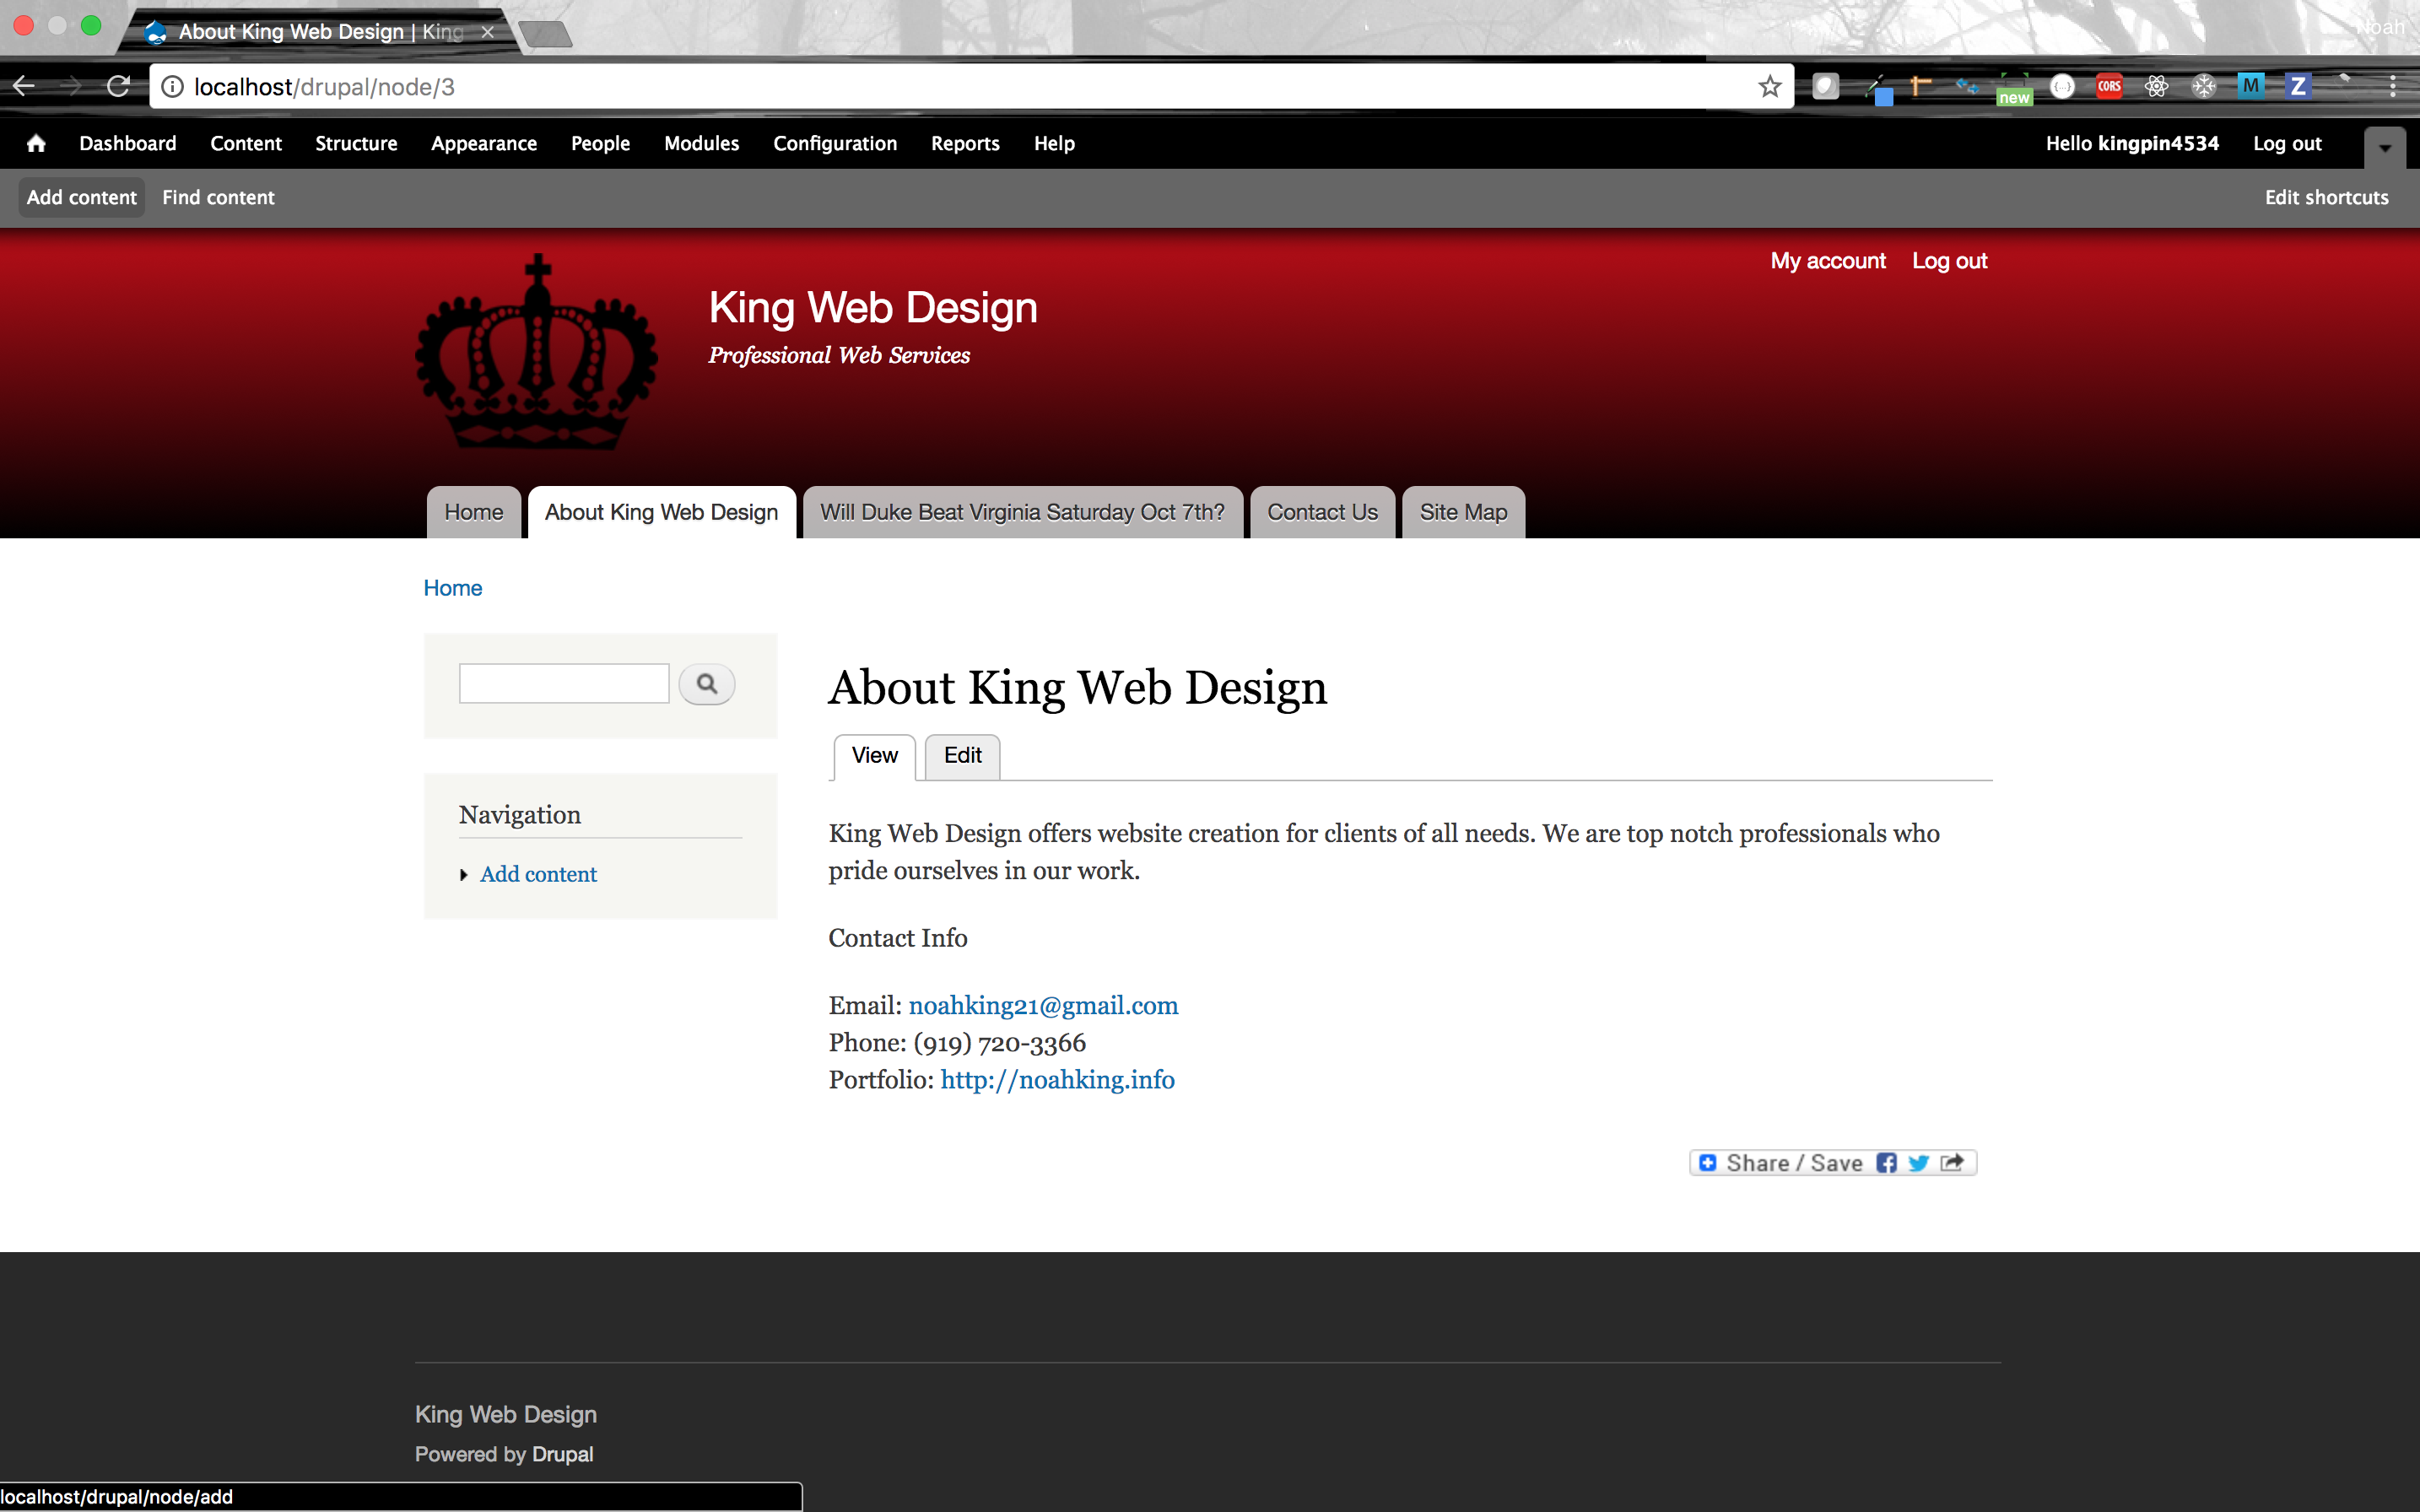 About King Web Design | King
Noah
localhost/drupal/node/3
new
CORS
M
Z
Dashboard Content Structure Appearance People Modules Configuration Reports Help
Hello kingpin4534 Log out
Add content Find content
Edit shortcuts
My account Log out
King Web Design
Professional Web Services
Home About King Web Design Will Duke Beat Virginia Saturday Oct 7th? Contact Us Site Map
Home
About King Web Design
View Edit
Navigation
Add content
King Web Design offers website creation for clients of all needs. We are top notch professionals who
pride ourselves in our work.
Contact Info
Email: noahking21@gmail.com
Phone: (919) 720-3366
Portfolio: http://noahking.info
Share / Save
King Web Design
Powered by Drupal
localhost/drupal/node/add